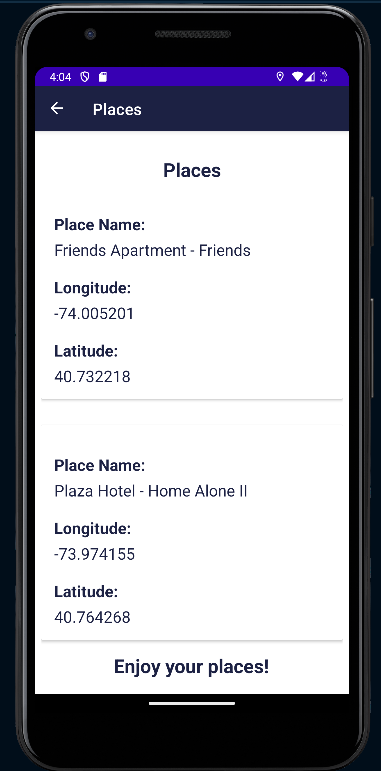 4:04
Places
Places
Place Name:
Friends Apartment - Friends
Longitude:
-74.005201
Latitude:
40.732218
Place Name:
Plaza Hotel - Home Alone II
Longitude:
-73.974155
Latitude:
40.764268
Enjoy your places!